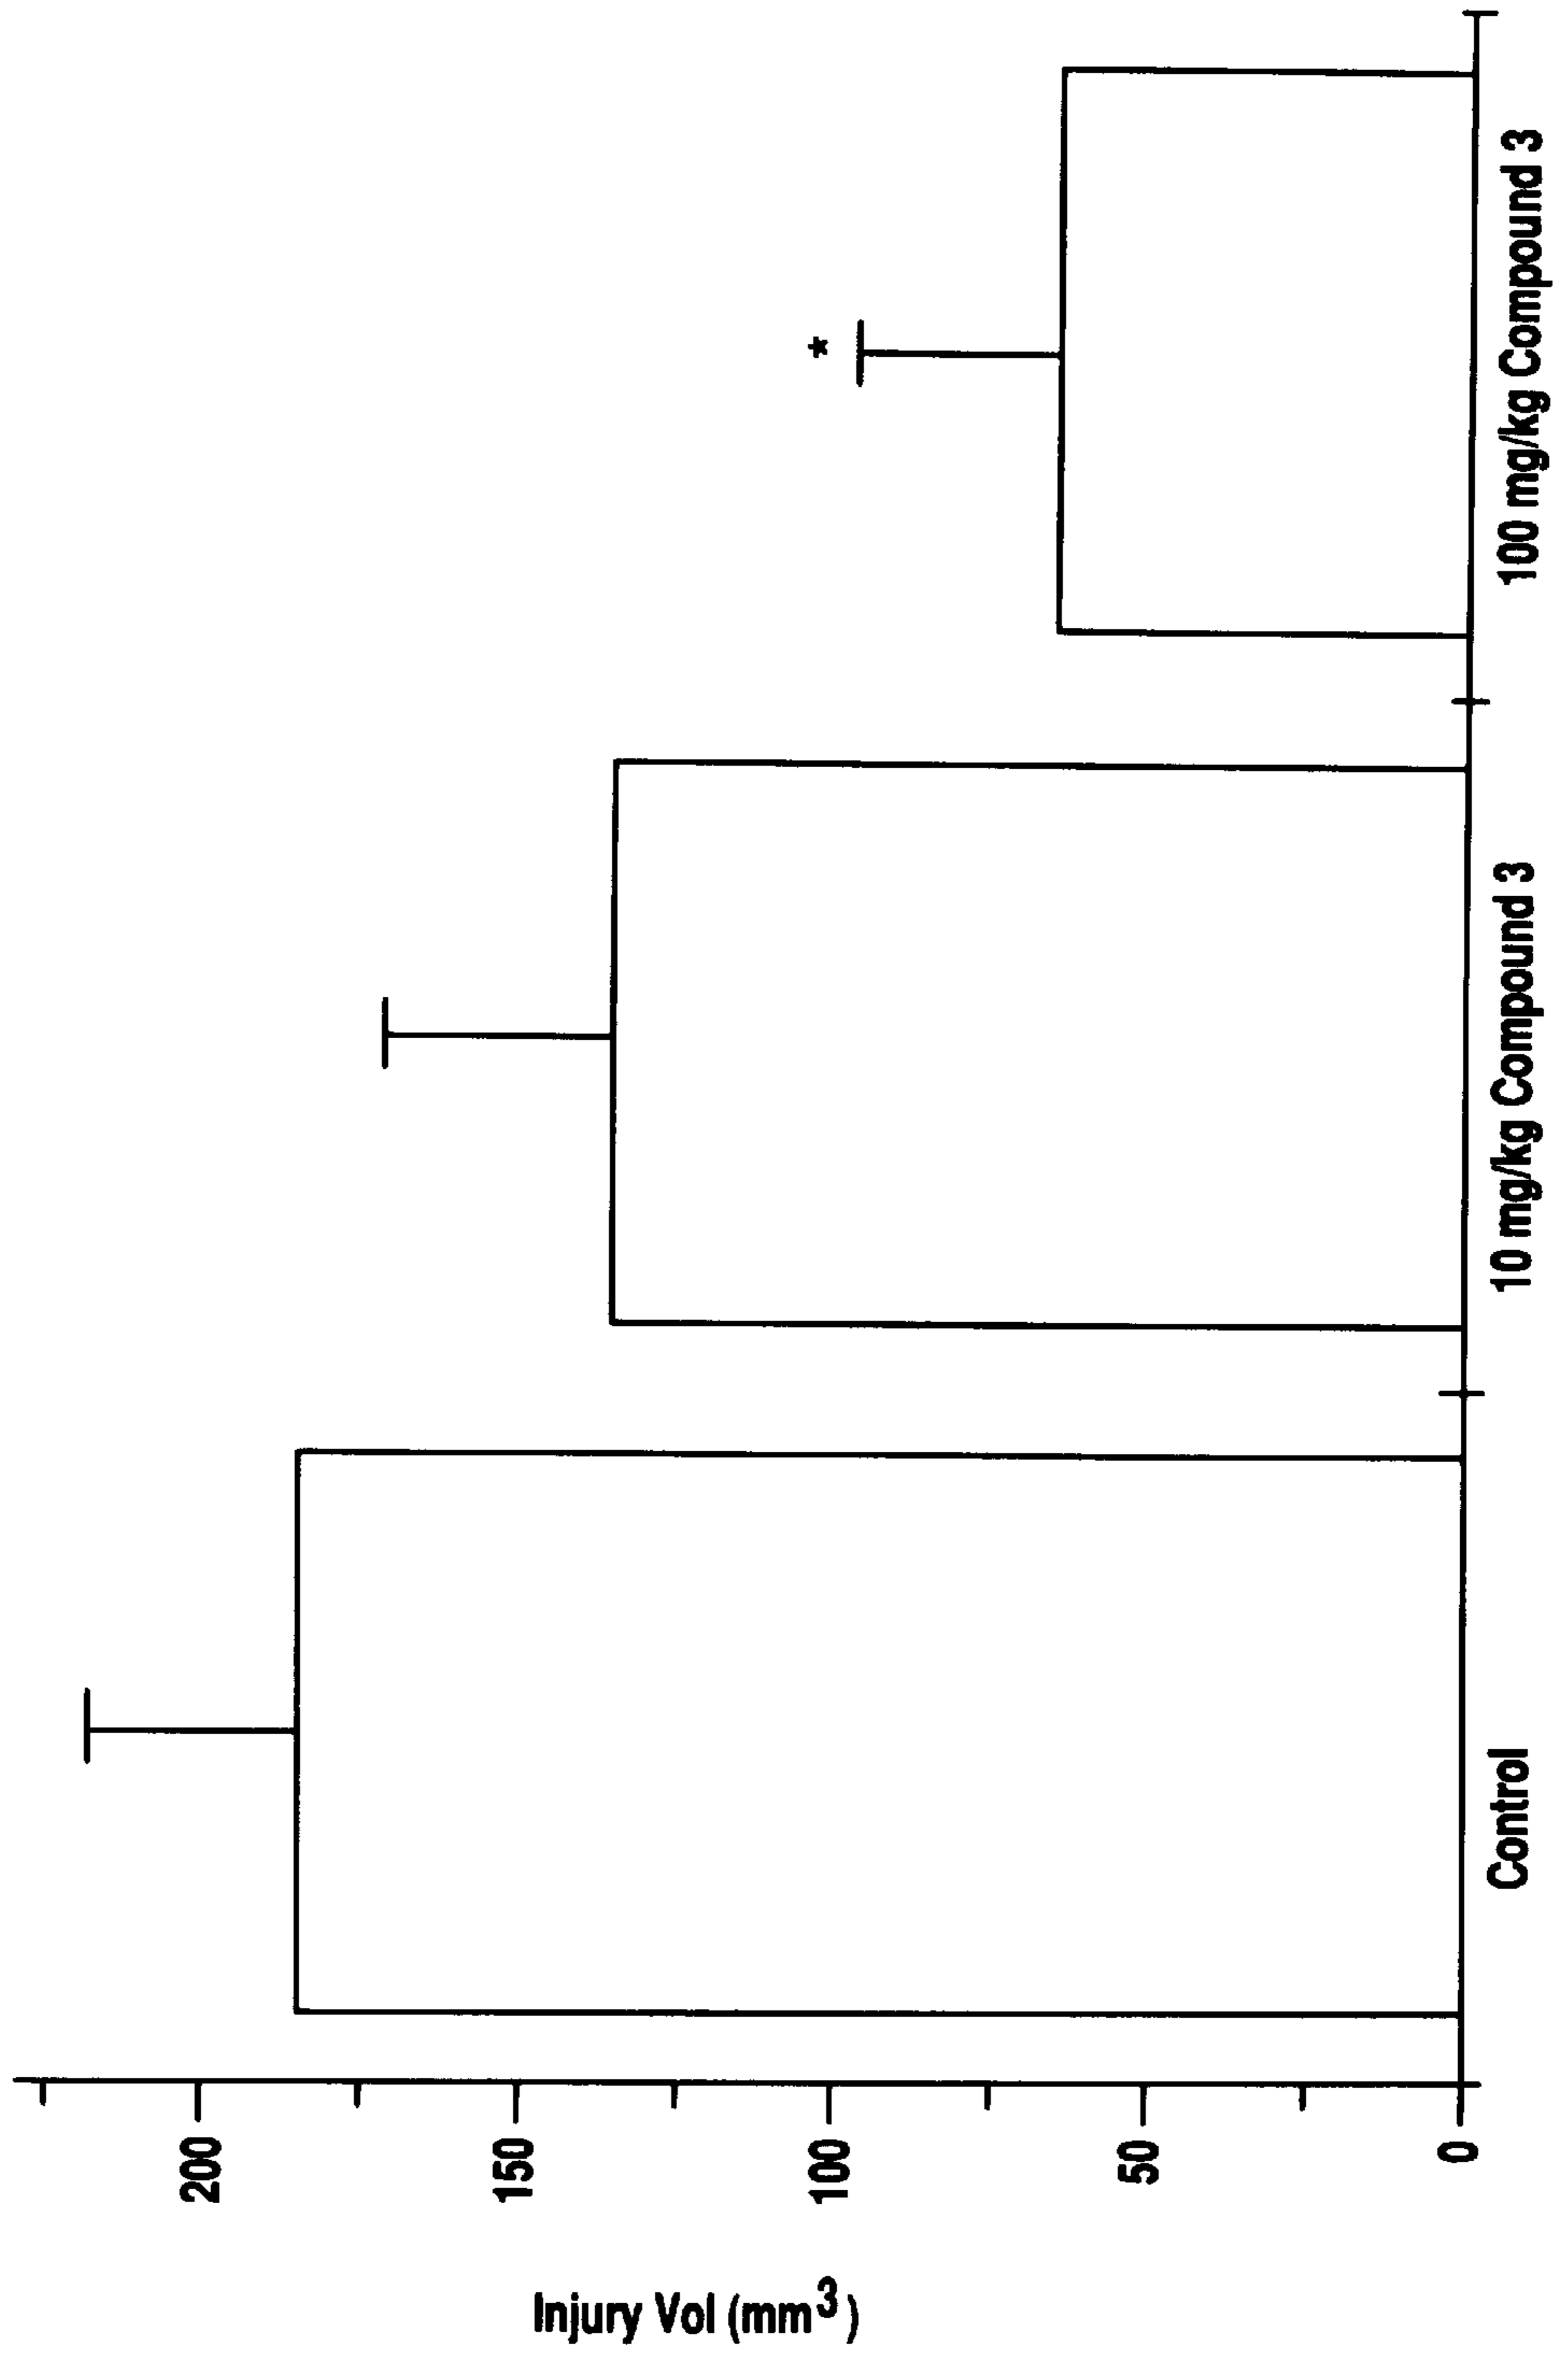 Injury Vol (mm³)
200
150
100
50
0
*
Control
10 mg/kg Compound 3
100 mg/kg Compound 3